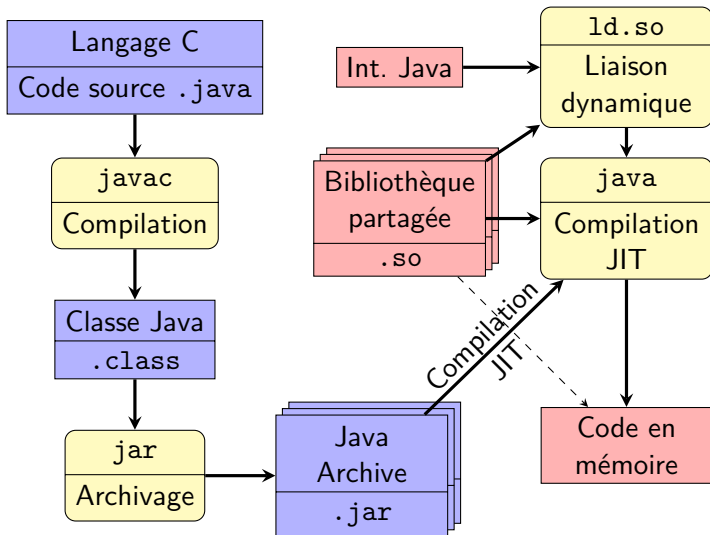 Langage C
Code source .java
javac
Compilation
Classe Java
.class
jar
Archivage
Java
Archive
.jar
Compilation
JIT
Int. Java
Bibliothèque
partagée
.so
ld.so
Liaison
dynamique
java
Compilation
JIT
Code en
mémoire